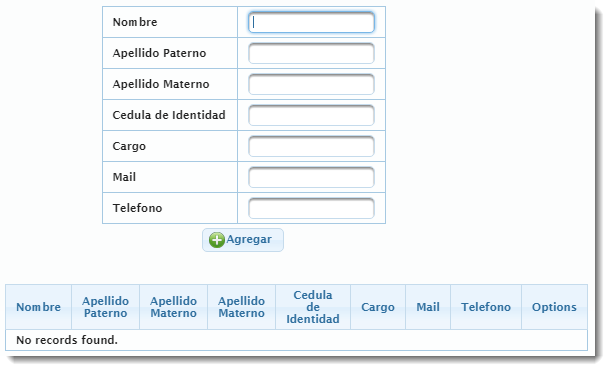 Nombre
Apellido Paterno
Apellido Materno
Cedula de Identidad
Cargo
Mail
Telefono
Agregar
Nombre Apellido Paterno Apellido Materno Apellido Materno Cedula de Identidad Cargo Mail Telefono Options
No records found.